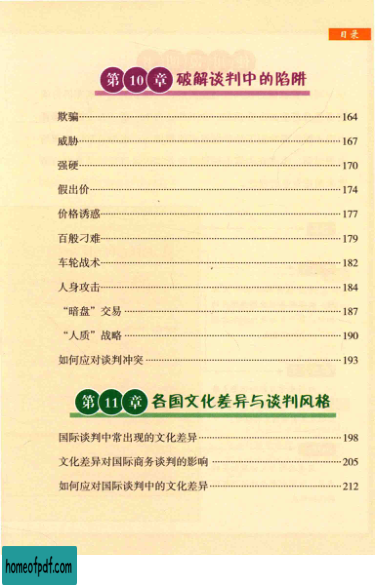 目录
第10章 破解谈判中的陷阱
欺骗 164
威胁 167
强硬 170
假出价 174
价格诱惑 177
百般刁难 179
车轮战术 182
人身攻击 184
“暗盘”交易 187
“人质”战略 190
如何应对谈判冲突 193
第11章 各国文化差异与谈判风格
国际谈判中常出现的文化差异 198
文化差异对国际商务谈判的影响 205
如何应对国际谈判中的文化差异 212
homeofpdf.com